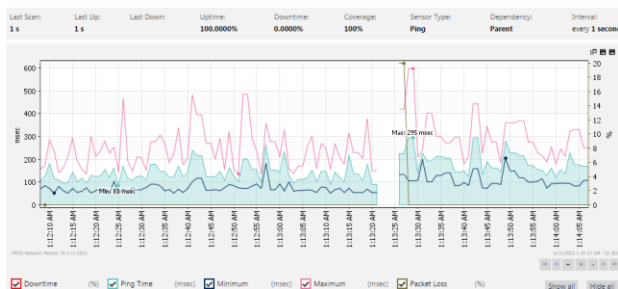 Last Scan: Last Up: Last Down: Uptime: Downtime: Coverage: Sensor Type: Dependency: Interval:
1 s 1 s 100.0000% 0.0000% 100% Ping Parent every 1 second
600 20
18
500 16
14
400 12
300 10
8
200 6
4
100 2
0 0
msec
%
Max: 295 msec
1:12:10 AM 1:12:15 AM 1:12:20 AM 1:12:25 AM 1:12:30 AM 1:12:35 AM 1:12:40 AM 1:12:45 AM 1:12:50 AM 1:12:55 AM 1:13:00 AM 1:13:05 AM 1:13:10 AM 1:13:15 AM 1:13:20 AM 1:13:25 AM 1:13:30 AM 1:13:35 AM 1:13:40 AM 1:13:45 AM 1:13:50 AM 1:13:55 AM 1:14:00 AM 1:14:05 AM
PRTG Network Monitor
Downtime (%) Ping Time (msec) Minimum (msec) Maximum (msec) Packet Loss (%)
Show all Hide all